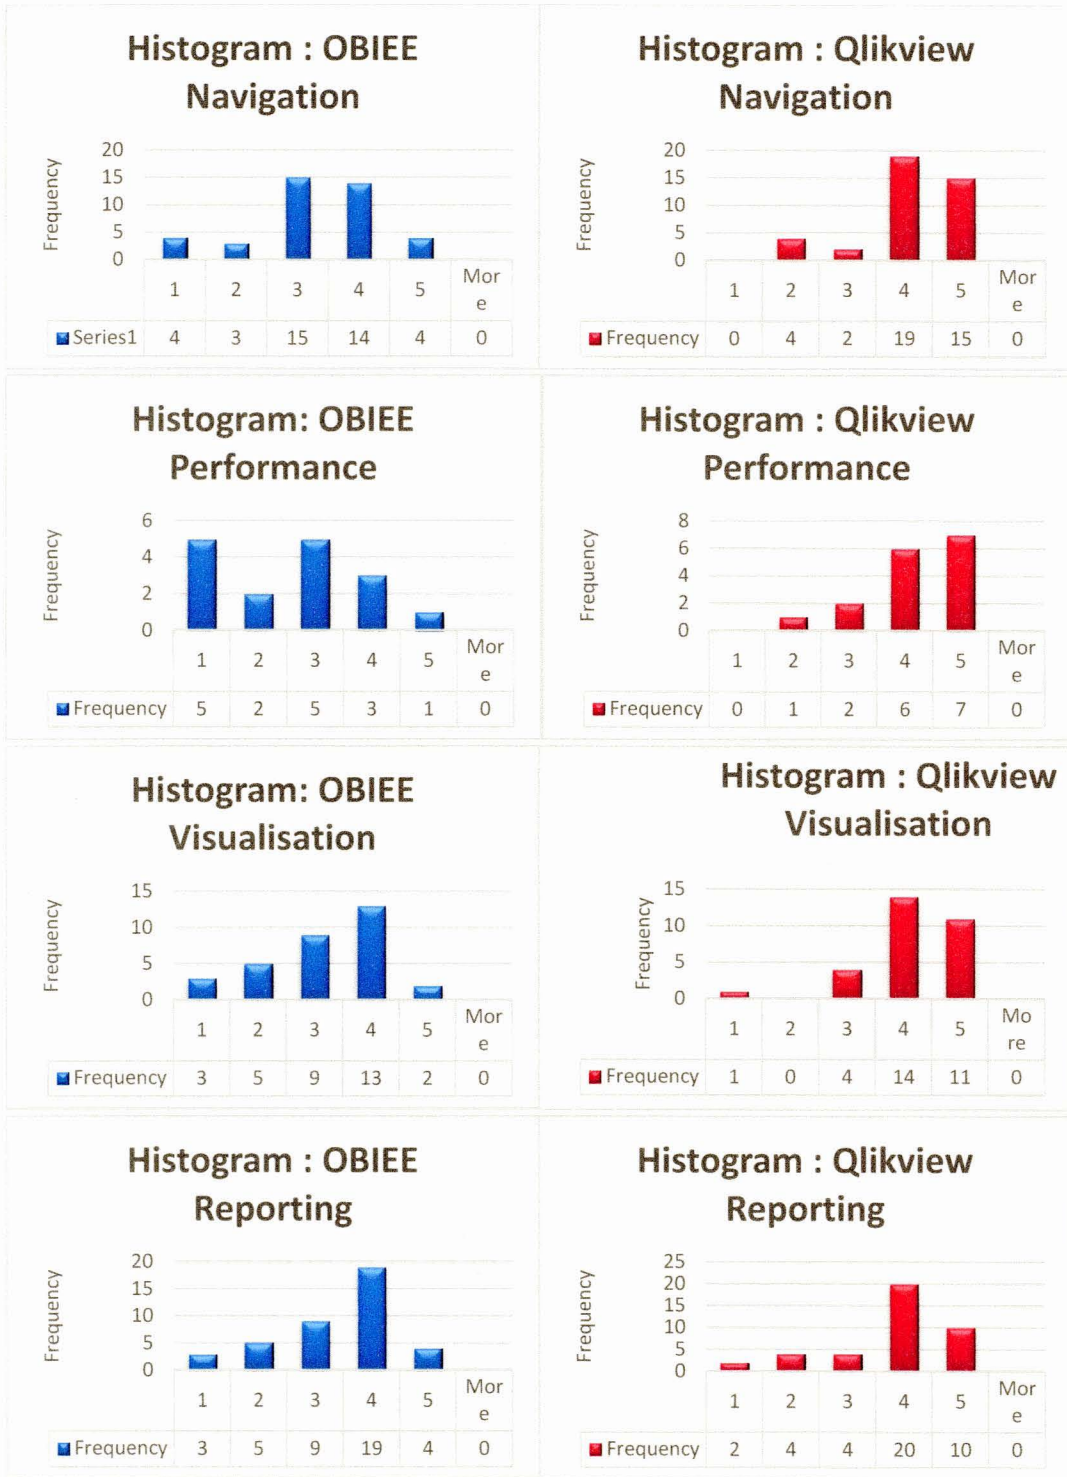 Histogram : OBIEE
Navigation
Frequency
20
15
10
5
0
1 2 3 4 5 Mor
e
Series1 4 3 15 14 4 0
Histogram : Qlikview
Navigation
Frequency
20
15
10
5
0
1 2 3 4 5 Mor
e
Frequency 0 4 2 19 15 0
Histogram: OBIEE
Performance
Frequency
6
4
2
0
1 2 3 4 5 Mor
e
Frequency 5 2 5 3 1 0
Histogram : Qlikview
Performance
Frequency
8
6
4
2
0
1 2 3 4 5 Mor
e
Frequency 0 1 2 6 7 0
Histogram: OBIEE
Visualisation
Frequency
15
10
5
0
1 2 3 4 5 Mor
e
Frequency 3 5 9 13 2 0
Histogram : Qlikview
Visualisation
Frequency
15
10
5
0
1 2 3 4 5 Mo
re
Frequency 1 0 4 14 11 0
Histogram : OBIEE
Reporting
Frequency
20
15
10
5
0
1 2 3 4 5 Mor
e
Frequency 3 5 9 19 4 0
Histogram : Qlikview
Reporting
Frequency
25
20
15
10
5
0
1 2 3 4 5 Mor
e
Frequency 2 4 4 20 10 0